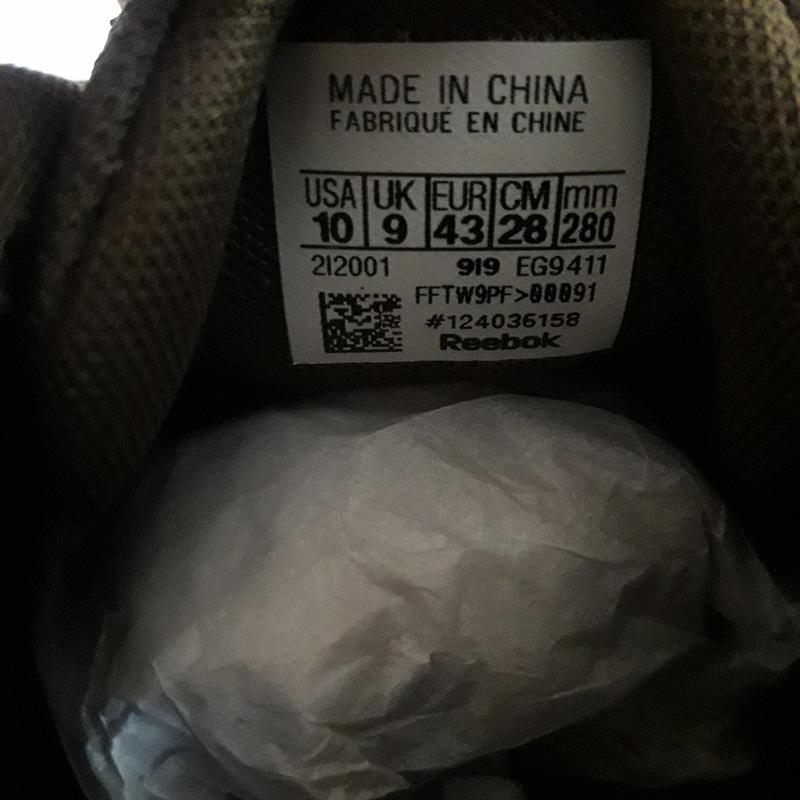 MADE IN CHINA
FABRIQUÉ EN CHINE
USA UK EUR CM mm
10 9 43 28 280
2I2001 919 EG9411
FFTW9PF>00091
#124036158
Reebok